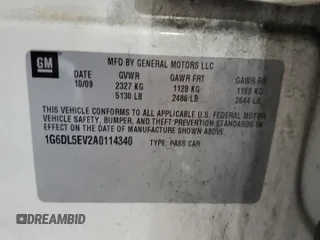 GM
MFD BY GENERAL MOTORS LLC
DATE GVWR GAWR FRT GAWR RR
10/09 2327 KG 1128 KG 1199 KG
5130 LB 2486 LB 2644 LB
THIS VEHICLE CONFORMS TO ALL APPLICABLE U.S. FEDERAL MOTOR
VEHICLE SAFETY, BUMPER, AND THEFT PREVENTION STANDARDS IN
EFFECT ON THE DATE OF MANUFACTURE SHOWN ABOVE.
1G6DL5EV2A0114340 TYPE: PASS CAR
AUTOHELPERBOT.COM